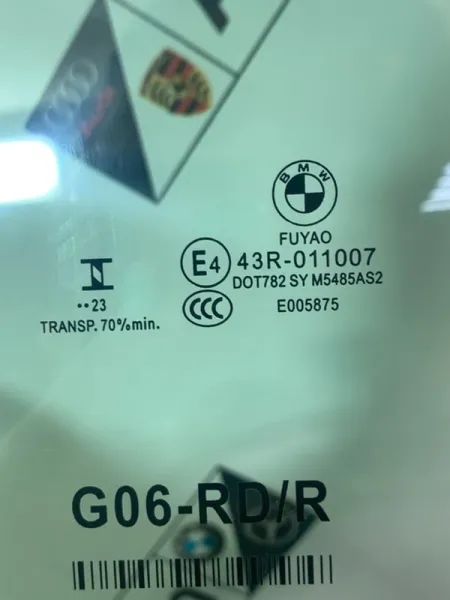 BMW
FUYAO
E4 43R-011007
DOT782 SY M5485AS2
CCC E005875
••23
TRANSP. 70%min.
G06-RD/R